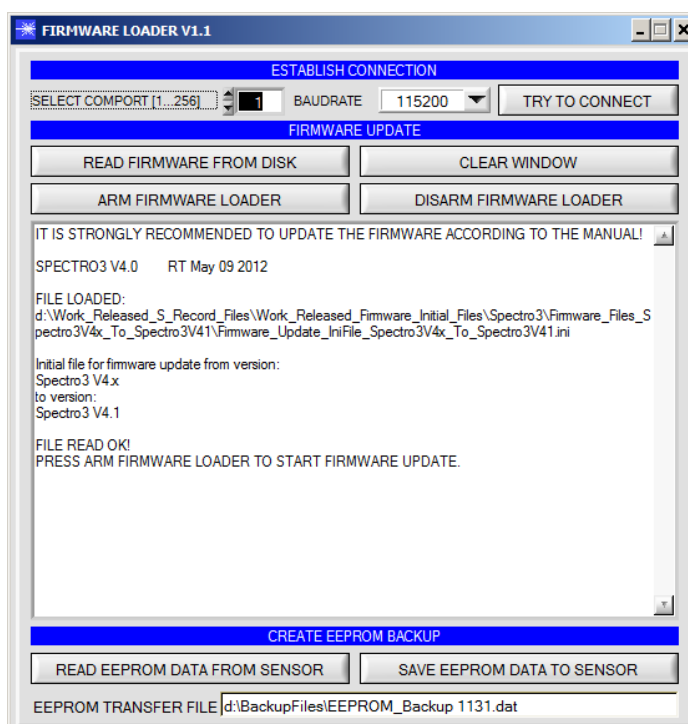 FIRMWARE LOADER V1.1
ESTABLISH CONNECTION
SELECT COMPORT [1...256] 1 BAUDRATE 115200 TRY TO CONNECT
FIRMWARE UPDATE
READ FIRMWARE FROM DISK CLEAR WINDOW
ARM FIRMWARE LOADER DISARM FIRMWARE LOADER
IT IS STRONGLY RECOMMENDED TO UPDATE THE FIRMWARE ACCORDING TO THE MANUAL!
SPECTRO3 V4.0 RT May 09 2012
FILE LOADED:
d:\Work_Released_S_Record_Files\Work_Released_Firmware_Initial_Files\Spectro3\Firmware_Files_S
pectro3V4x_To_Spectro3V41\Firmware_Update_IniFile_Spectro3V4x_To_Spectro3V41.ini
Initial file for firmware update from version:
Spectro3 V4.x
to version:
Spectro3 V4.1
FILE READ OK!
PRESS ARM FIRMWARE LOADER TO START FIRMWARE UPDATE.
CREATE EEPROM BACKUP
READ EEPROM DATA FROM SENSOR SAVE EEPROM DATA TO SENSOR
EEPROM TRANSFER FILE d:\BackupFiles\EEPROM_Backup 1131.dat